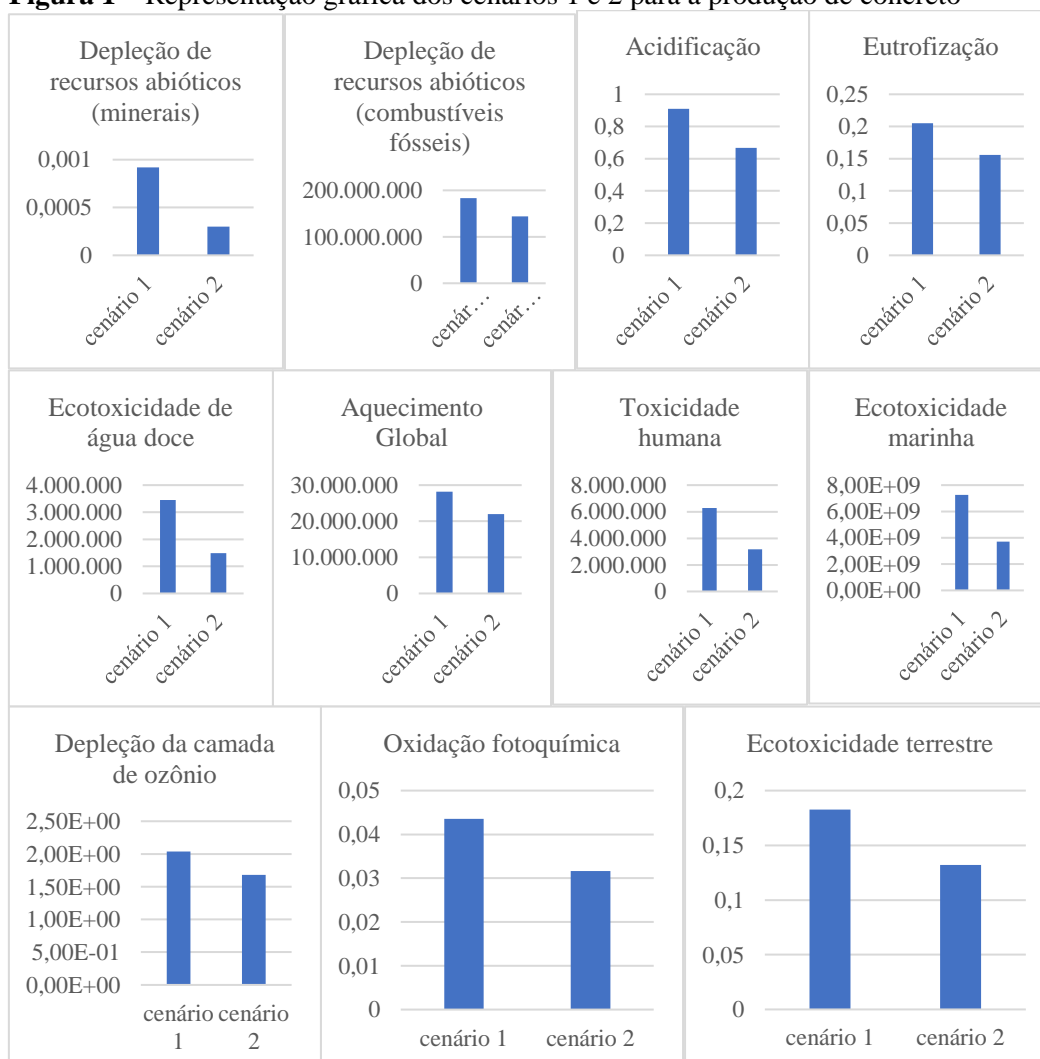 Figura 1 – Representação gráfica dos cenários 1 e 2 para a produção de concreto
Depleção de
recursos abióticos
(minerais)
0,001
0,0005
0
cenário 1
cenário 2
Depleção de
recursos abióticos
(combustíveis
fósseis)
200.000.000
100.000.000
0
cenár…
cenár…
Acidificação
1
0,8
0,6
0,4
0,2
0
cenário 1
cenário 2
Eutrofização
0,25
0,2
0,15
0,1
0,05
0
cenário 1
cenário 2
Ecotoxicidade de
água doce
4.000.000
3.000.000
2.000.000
1.000.000
0
cenário 1
cenário 2
Aquecimento
Global
30.000.000
20.000.000
10.000.000
0
cenário 1
cenário 2
Toxicidade
humana
8.000.000
6.000.000
4.000.000
2.000.000
0
cenário 1
cenário 2
Ecotoxicidade
marinha
8,00E+09
6,00E+09
4,00E+09
2,00E+09
0,00E+00
cenário 1
cenário 2
Depleção da camada
de ozônio
2,50E+00
2,00E+00
1,50E+00
1,00E+00
5,00E-01
0,00E+00
cenário cenário
1 2
Oxidação fotoquímica
0,05
0,04
0,03
0,02
0,01
0
cenário 1 cenário 2
Ecotoxicidade terrestre
0,2
0,15
0,1
0,05
0
cenário 1 cenário 2